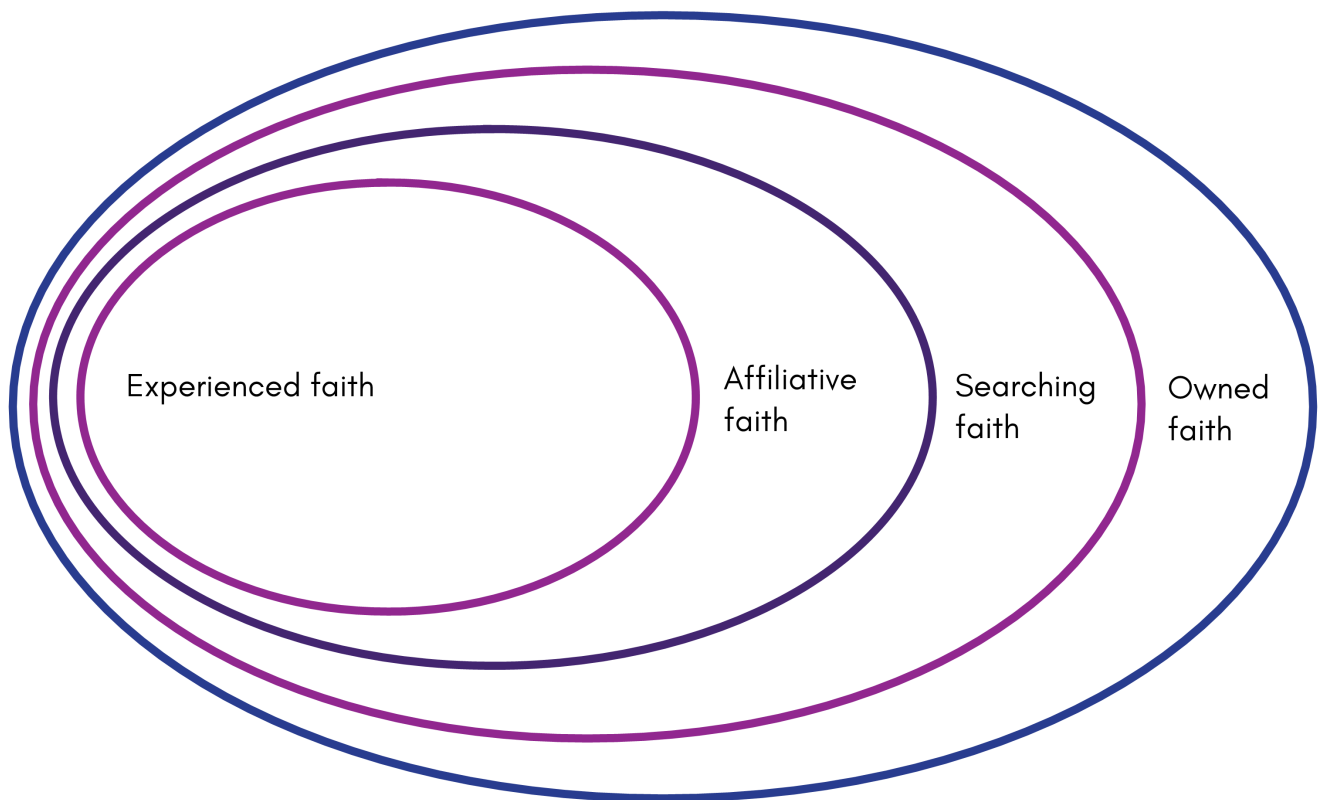 Experienced faith
Affiliative
faith
Searching
faith
Owned
faith